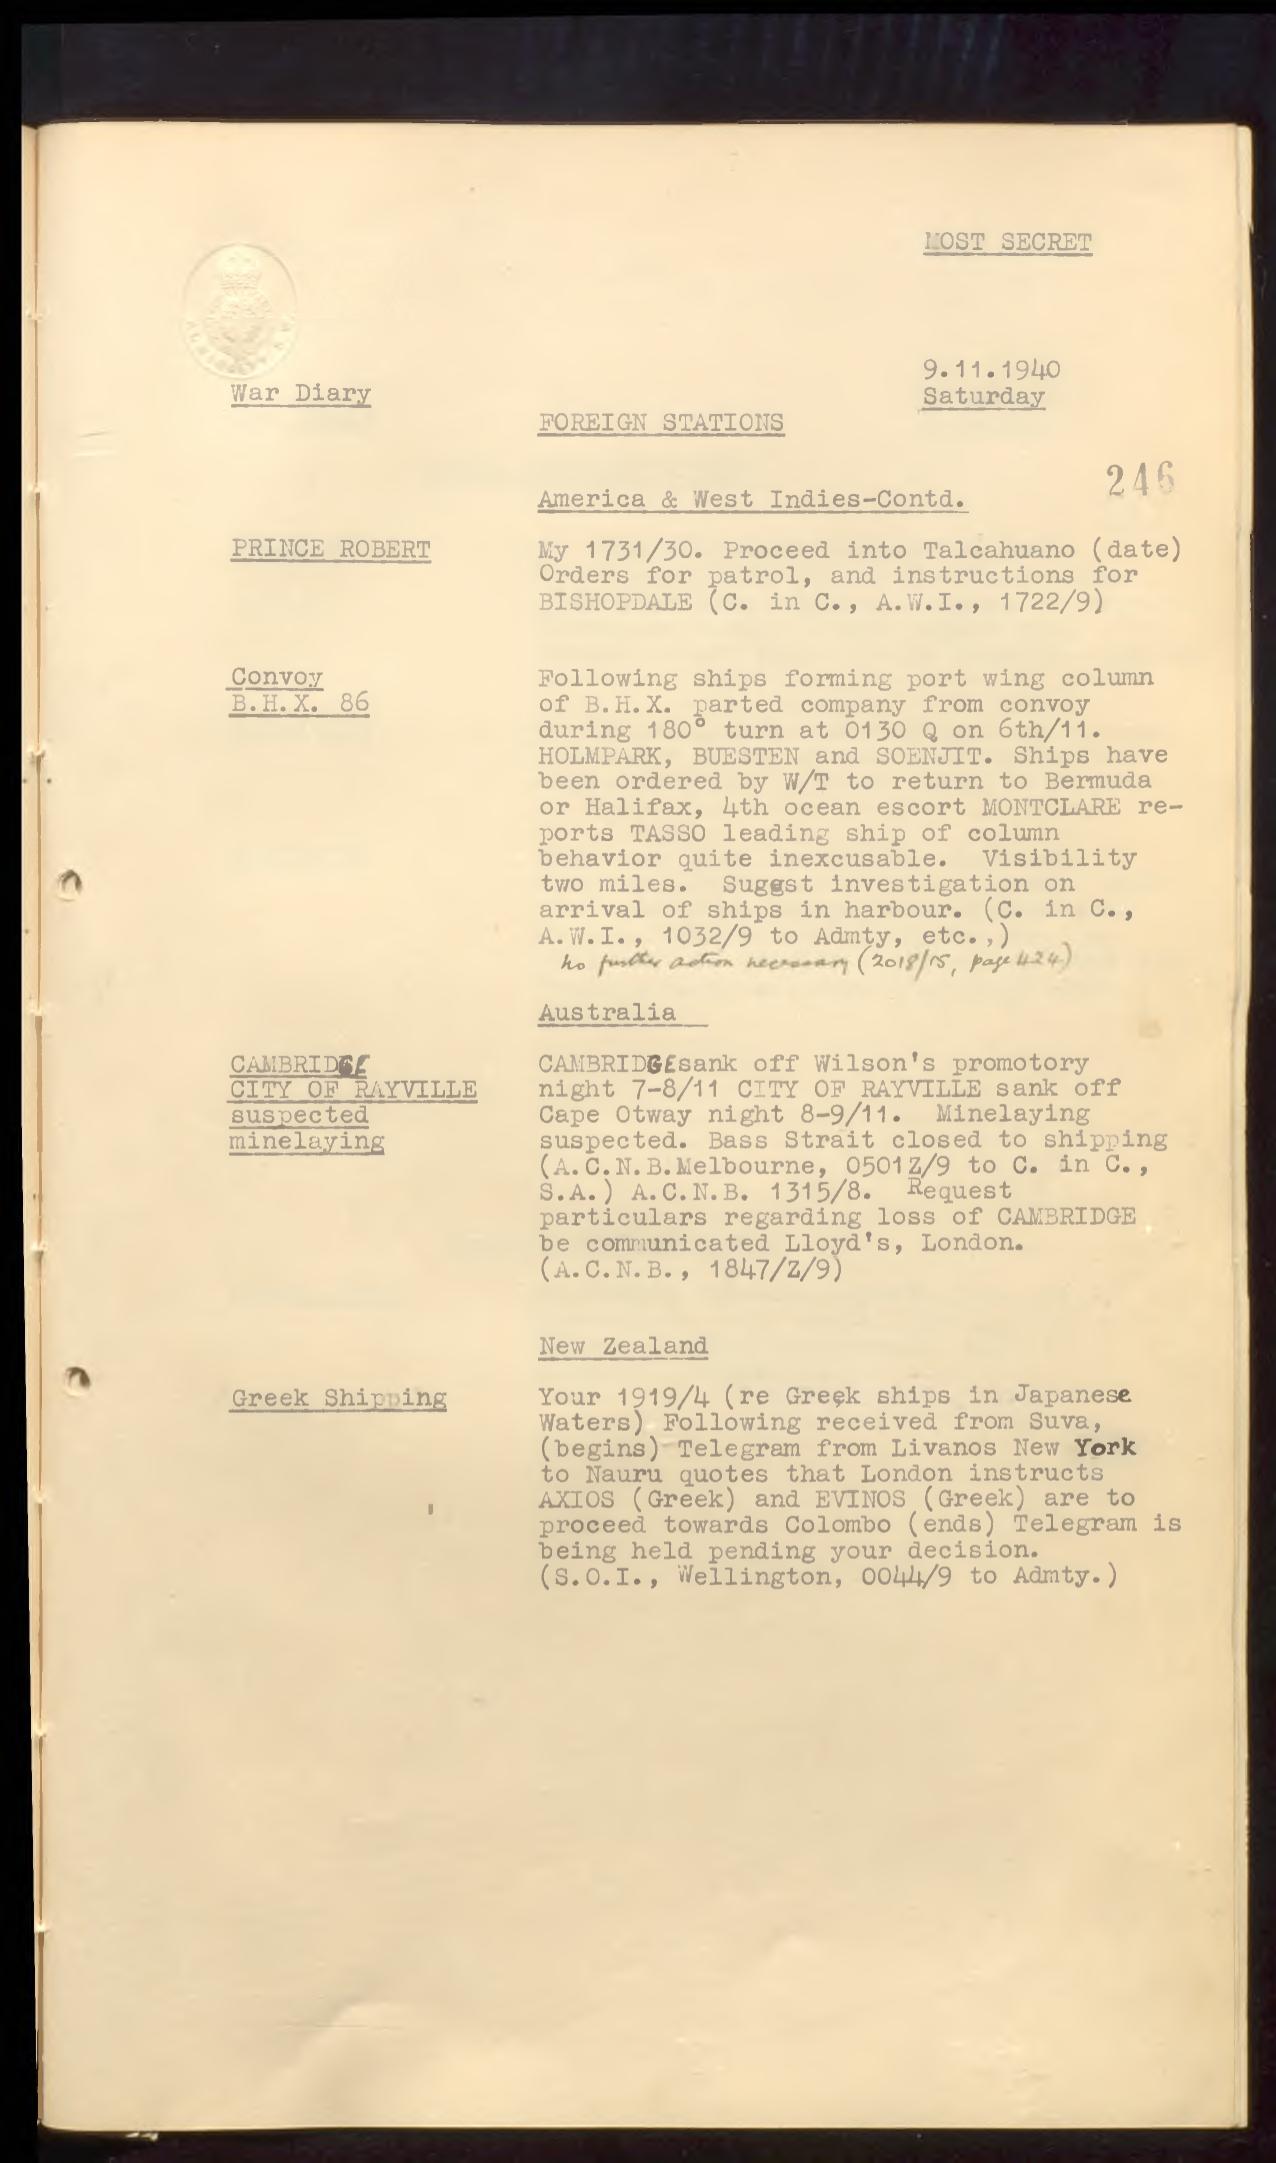 MOST SECRET
9.11.1940
War Diary
Saturday
FOREIGN STATIONS
246
America & West Indies-Contd.
PRINCE ROBERT
My 1731/30. Proceed into Talcahuano (date)
Orders for patrol, and instructions for
BISHOPDALE (C. in C., A.W.I., 1722/9)
Convoy
B.H.X. 86
Following ships forming port wing column
of B.H.X. parted company from convoy
during 180° turn at 0130 Q on 6th/11.
HOLMPARK, BUESTEN and SOENJIT. Ships have
been ordered by W/T to return to Bermuda
or Halifax, 4th ocean escort MONTCLARE re-
ports TASSO leading ship of column
behavior quite inexcusable. Visibility
two miles. Suggst investigation on
arrival of ships in harbour. (C. in C.,
A.W.I., 1032/9 to Admty, etc.,)
No further action necessary (2018/15, page 424)
Australia
CAMBRIDGE
CITY OF RAYVILLE
suspected
minelaying
CAMBRIDGE sank off Wilson's promotory
night 7-8/11 CITY OF RAYVILLE sank off
Cape Otway night 8-9/11. Minelaying
suspected. Bass Strait closed to shipping
(A.C.N.B.Melbourne, 0501Z/9 to C. in C.,
S.A.) A.C.N.B. 1315/8. Request
particulars regarding loss of CAMBRIDGE
be communicated Lloyd's, London.
(A.C.N.B., 1847/Z/9)
New Zealand
Greek Shipping
Your 1919/4 (re Greek ships in Japanese
Waters) Following received from Suva,
(begins) Telegram from Livanos New York
to Nauru quotes that London instructs
AXIOS (Greek) and EVINOS (Greek) are to
proceed towards Colombo (ends) Telegram is
being held pending your decision.
(S.O.I., Wellington, 0044/9 to Admty.)